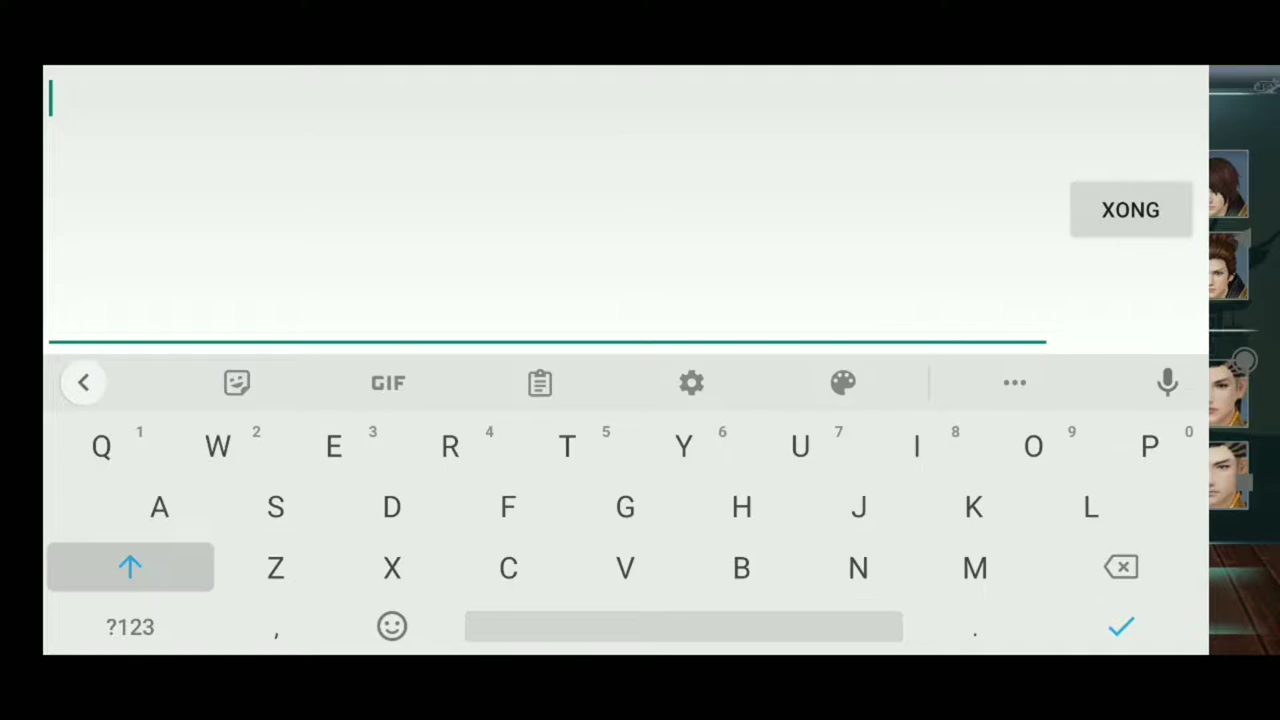 XONG
GIF
Q 1 W 2 E 3 R 4 T 5 Y 6 U 7 I 8 O 9 P 0
A S D F G H J K L
Z X C V B N M
?123 , .